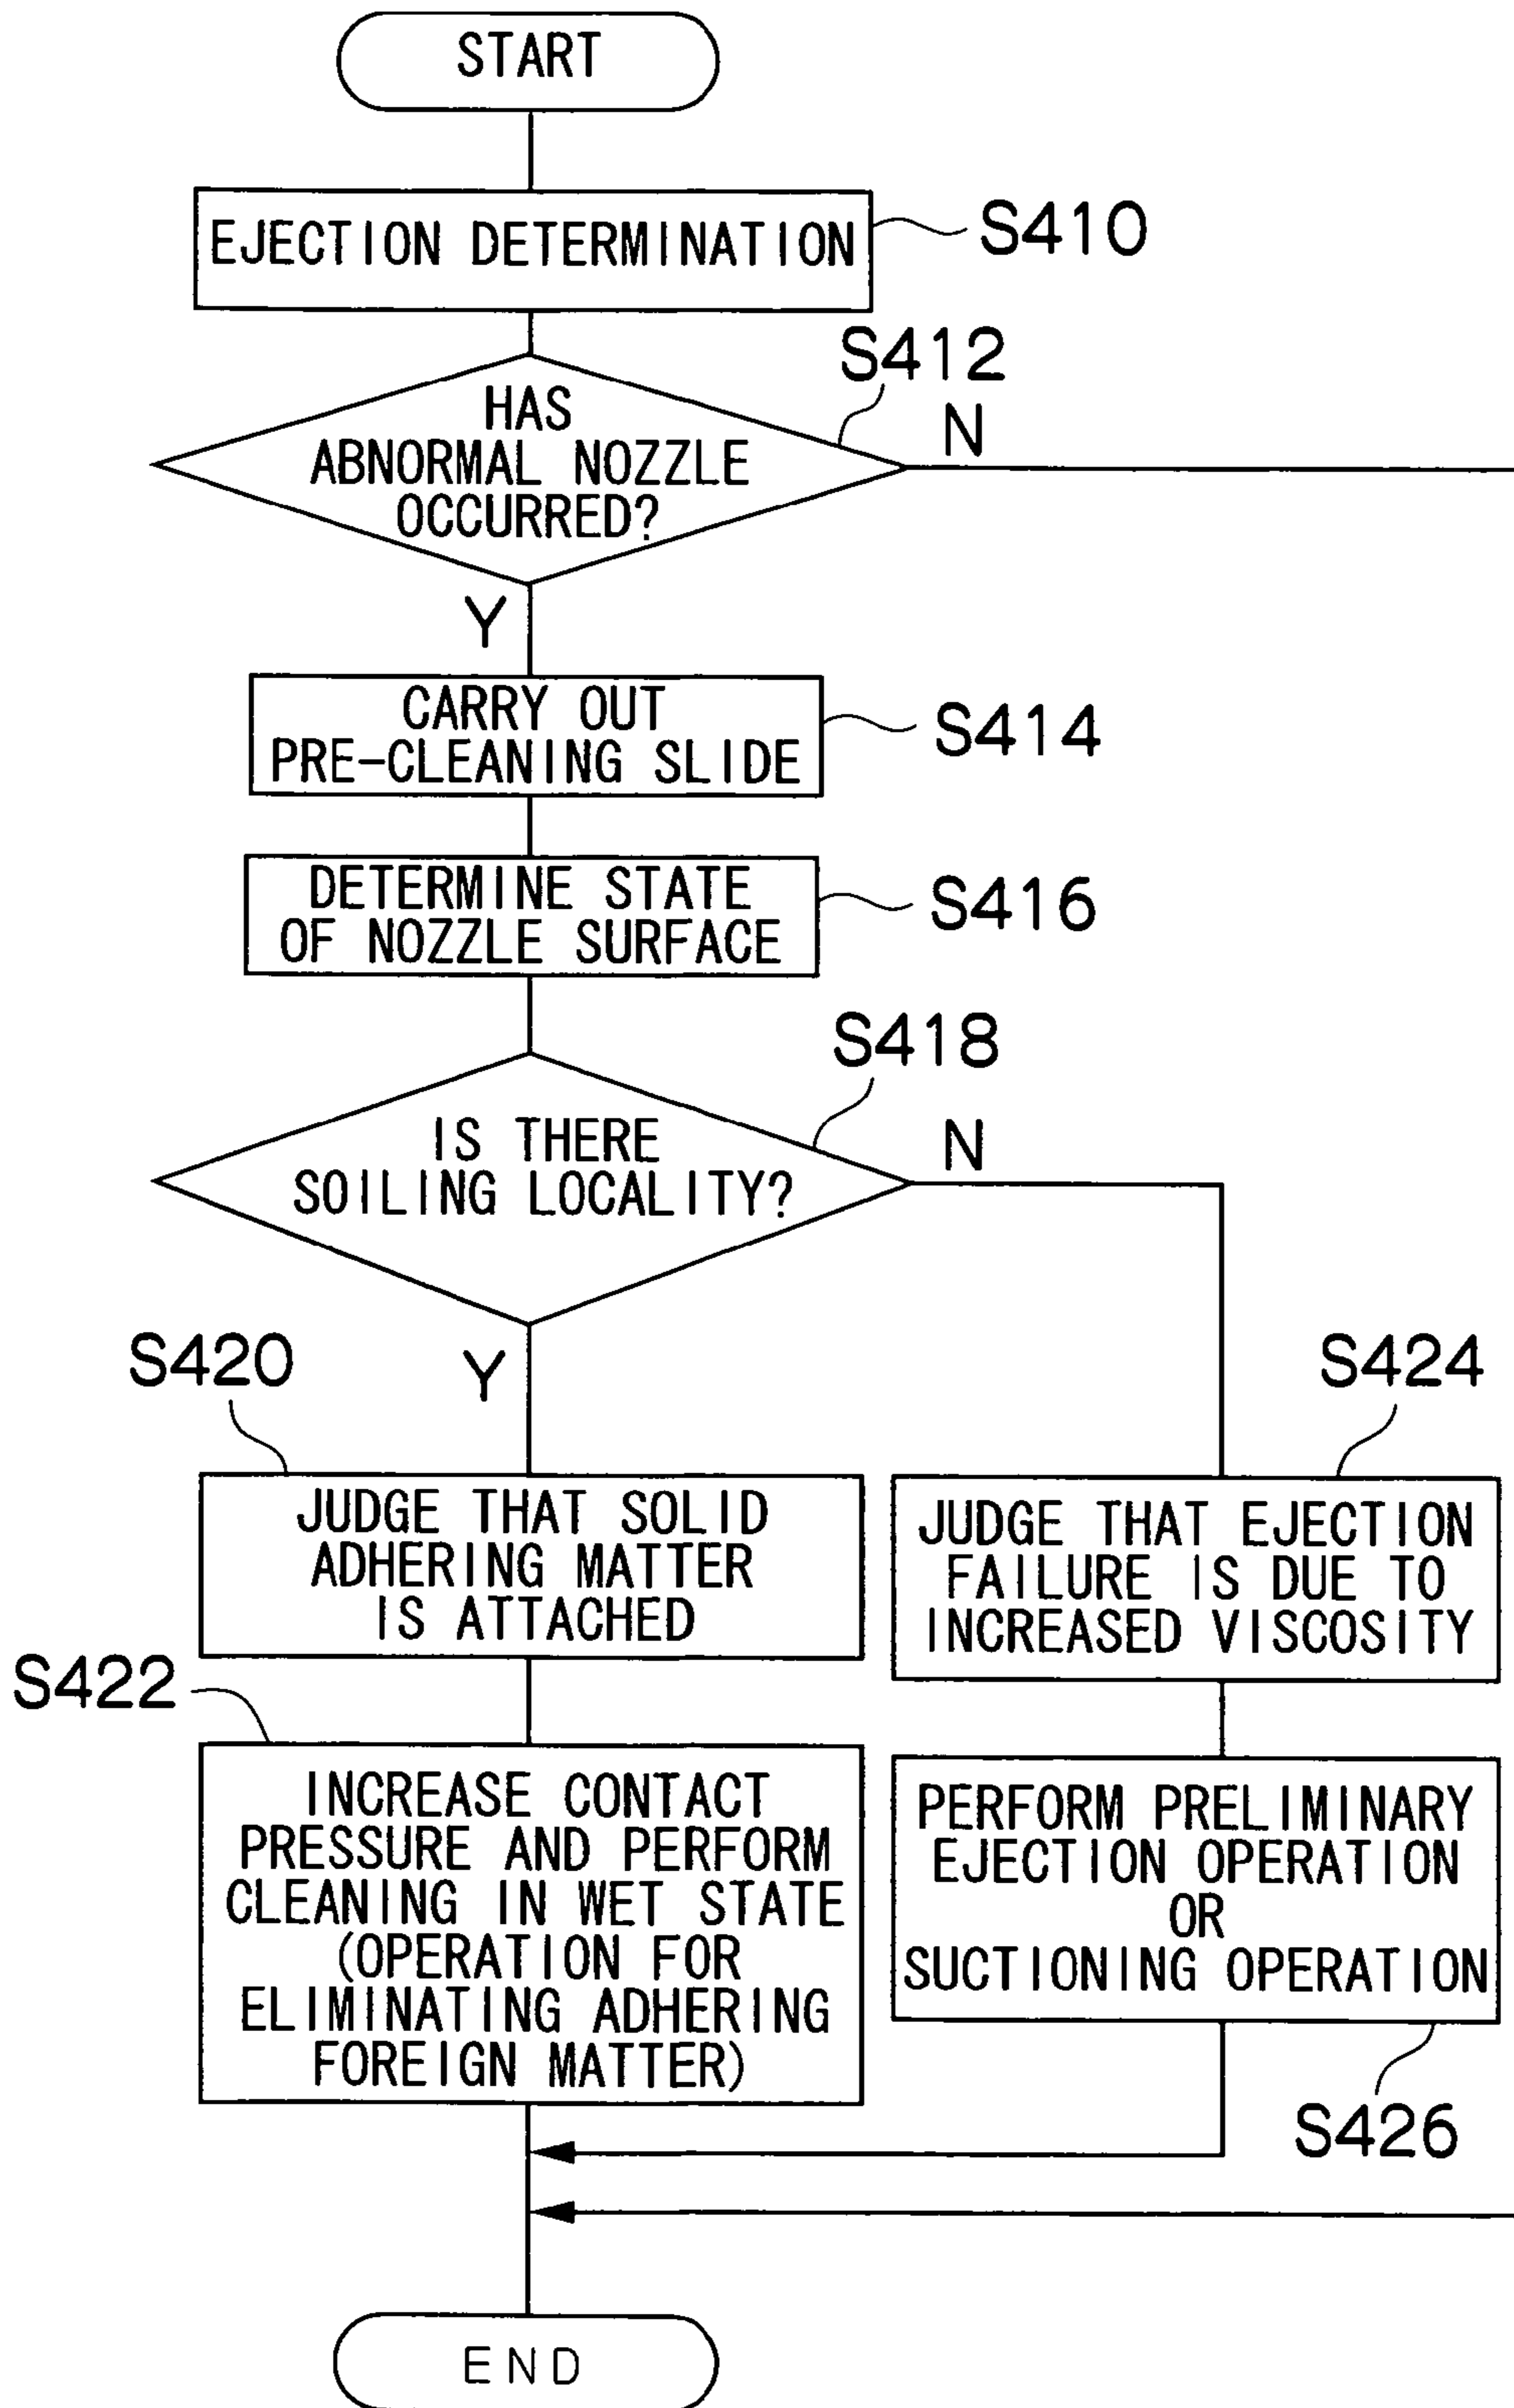 START
EJECTION DETERMINATION
S410
S412
HAS
ABNORMAL NOZZLE
OCCURRED?
N
Y
CARRY OUT
PRE-CLEANING SLIDE
S414
DETERMINE STATE
OF NOZZLE SURFACE
S416
S418
IS THERE
SOILING LOCALITY?
N
Y
S420
JUDGE THAT SOLID
ADHERING MATTER
IS ATTACHED
S424
JUDGE THAT EJECTION
FAILURE IS DUE TO
INCREASED VISCOSITY
S422
INCREASE CONTACT
PRESSURE AND PERFORM
CLEANING IN WET STATE
(OPERATION FOR
ELIMINATING ADHERING
FOREIGN MATTER)
PERFORM PRELIMINARY
EJECTION OPERATION
OR
SUCTIONING OPERATION
S426
END